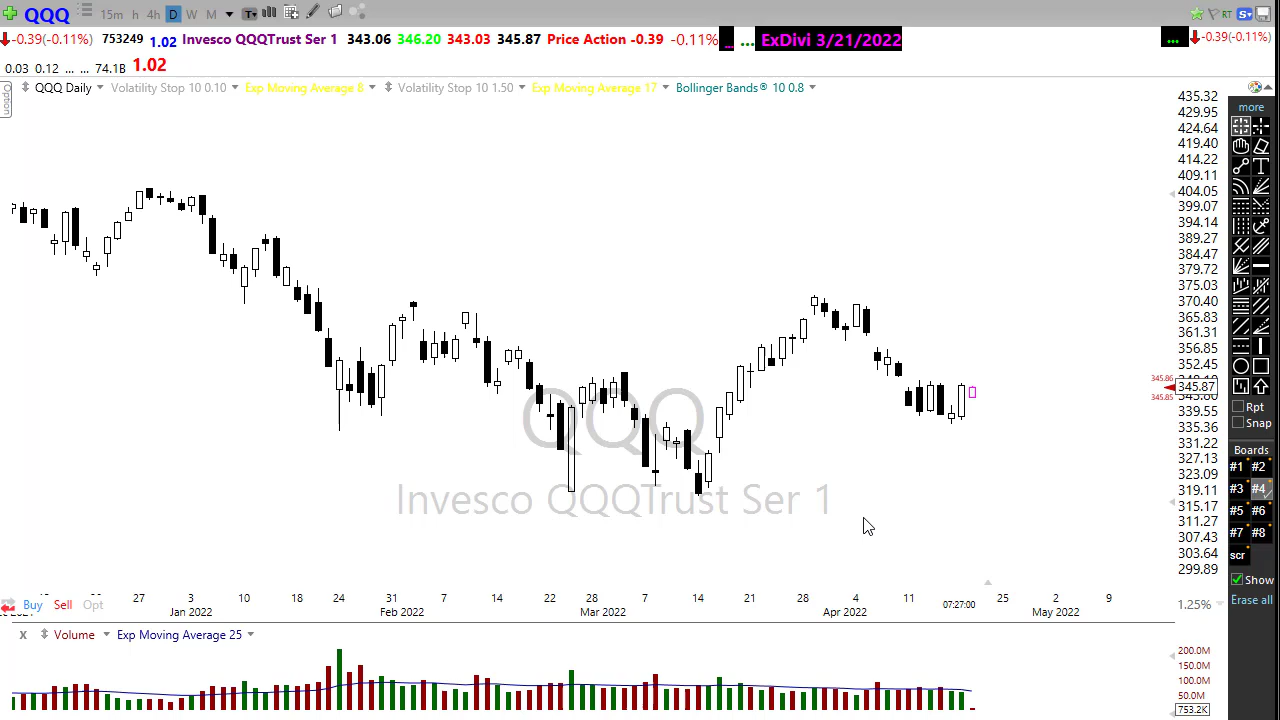 QQQ 15m h 4h D W M T RT S
-0.39(-0.11%) 753249 1.02 Invesco QQQTrust Ser 1 343.06 346.20 343.03 345.87 Price Action -0.39 -0.11% ... ... ExDivi 3/21/2022 ... -0.39(-0.11%)
0.03 0.12 ... ... 74.1B 1.02
Option
QQQ Daily Volatility Stop 10 0.10 Exp Moving Average 8 Volatility Stop 10 1.50 Exp Moving Average 17 Bollinger Bands® 10 0.8
435.32
429.95
424.64
419.40
414.22
409.11
404.05
399.07
394.14
389.27
384.47
379.72
375.03
370.40
365.83
361.31
356.85
352.45
345.86
345.87
345.85
339.55
335.36
331.22
327.13
323.09
319.11
315.17
311.27
307.43
303.64
299.89
1.25%
QQQ
Invesco QQQTrust Ser 1
more
T
Rpt
Snap
Boards
#1 #2
#3 #4
#5 #6
#7 #8
scr
Show
Erase all
27 3 10 18 24 31 7 14 22 28 7 14 21 28 4 11 07:27:00 25 2 9
Jan 2022 Feb 2022 Mar 2022 Apr 2022 May 2022
Buy Sell Opt
x Volume Exp Moving Average 25
200.0M
150.0M
100.0M
50.0M
753.2K